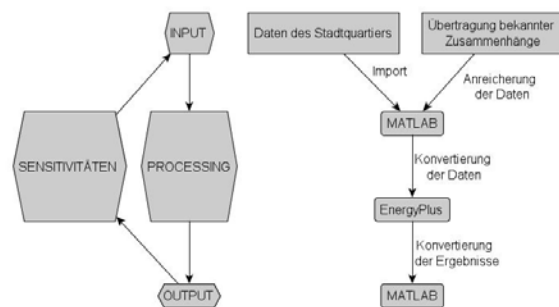 INPUT
SENSITIVITÄTEN
PROCESSING
OUTPUT
Daten des Stadtquartiers
Übertragung bekannter
Zusammenhänge
Import
Anreicherung
der Daten
MATLAB
Konvertierung
der Daten
EnergyPlus
Konvertierung
der Ergebnisse
MATLAB